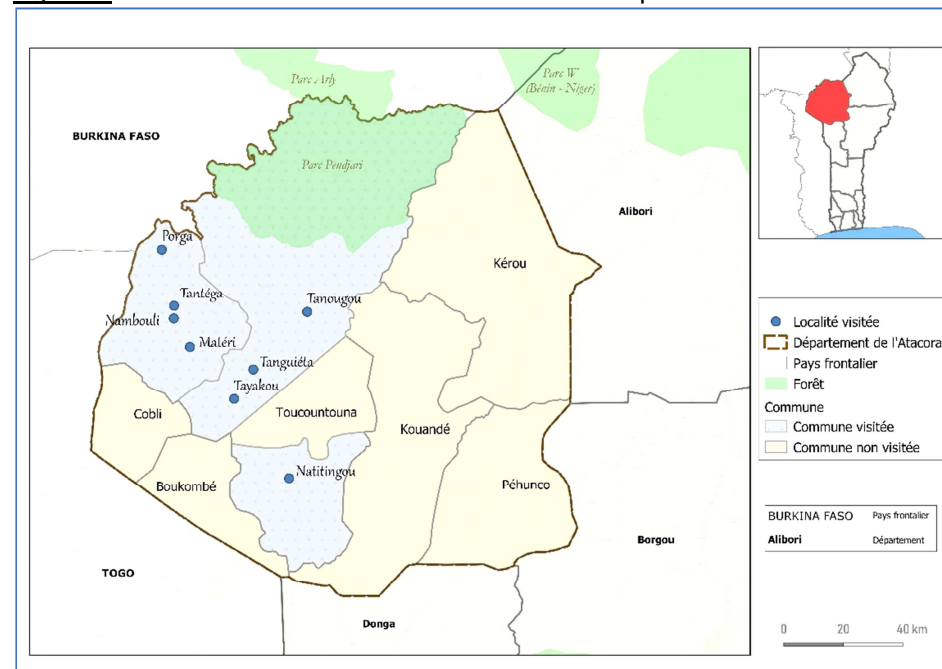 Parc Arly
Parc W
(Bénin - Niger)
BURKINA FASO
Parc Pendjari
Alibori
Porga
Kérou
Tantéga
Tanougou
Nambouli
Matéri
Tanguiéta
Tayakou
Cobli
Toucountouna
Kouandé
Natitingou
Boukombé
Péhunco
Borgou
TOGO
Donga
Localité visitée
Département de l'Atacora
Pays frontalier
Forêt
Commune
Commune visitée
Commune non visitée
BURKINA FASO Pays frontalier
Alibori Département
0 20 40 km